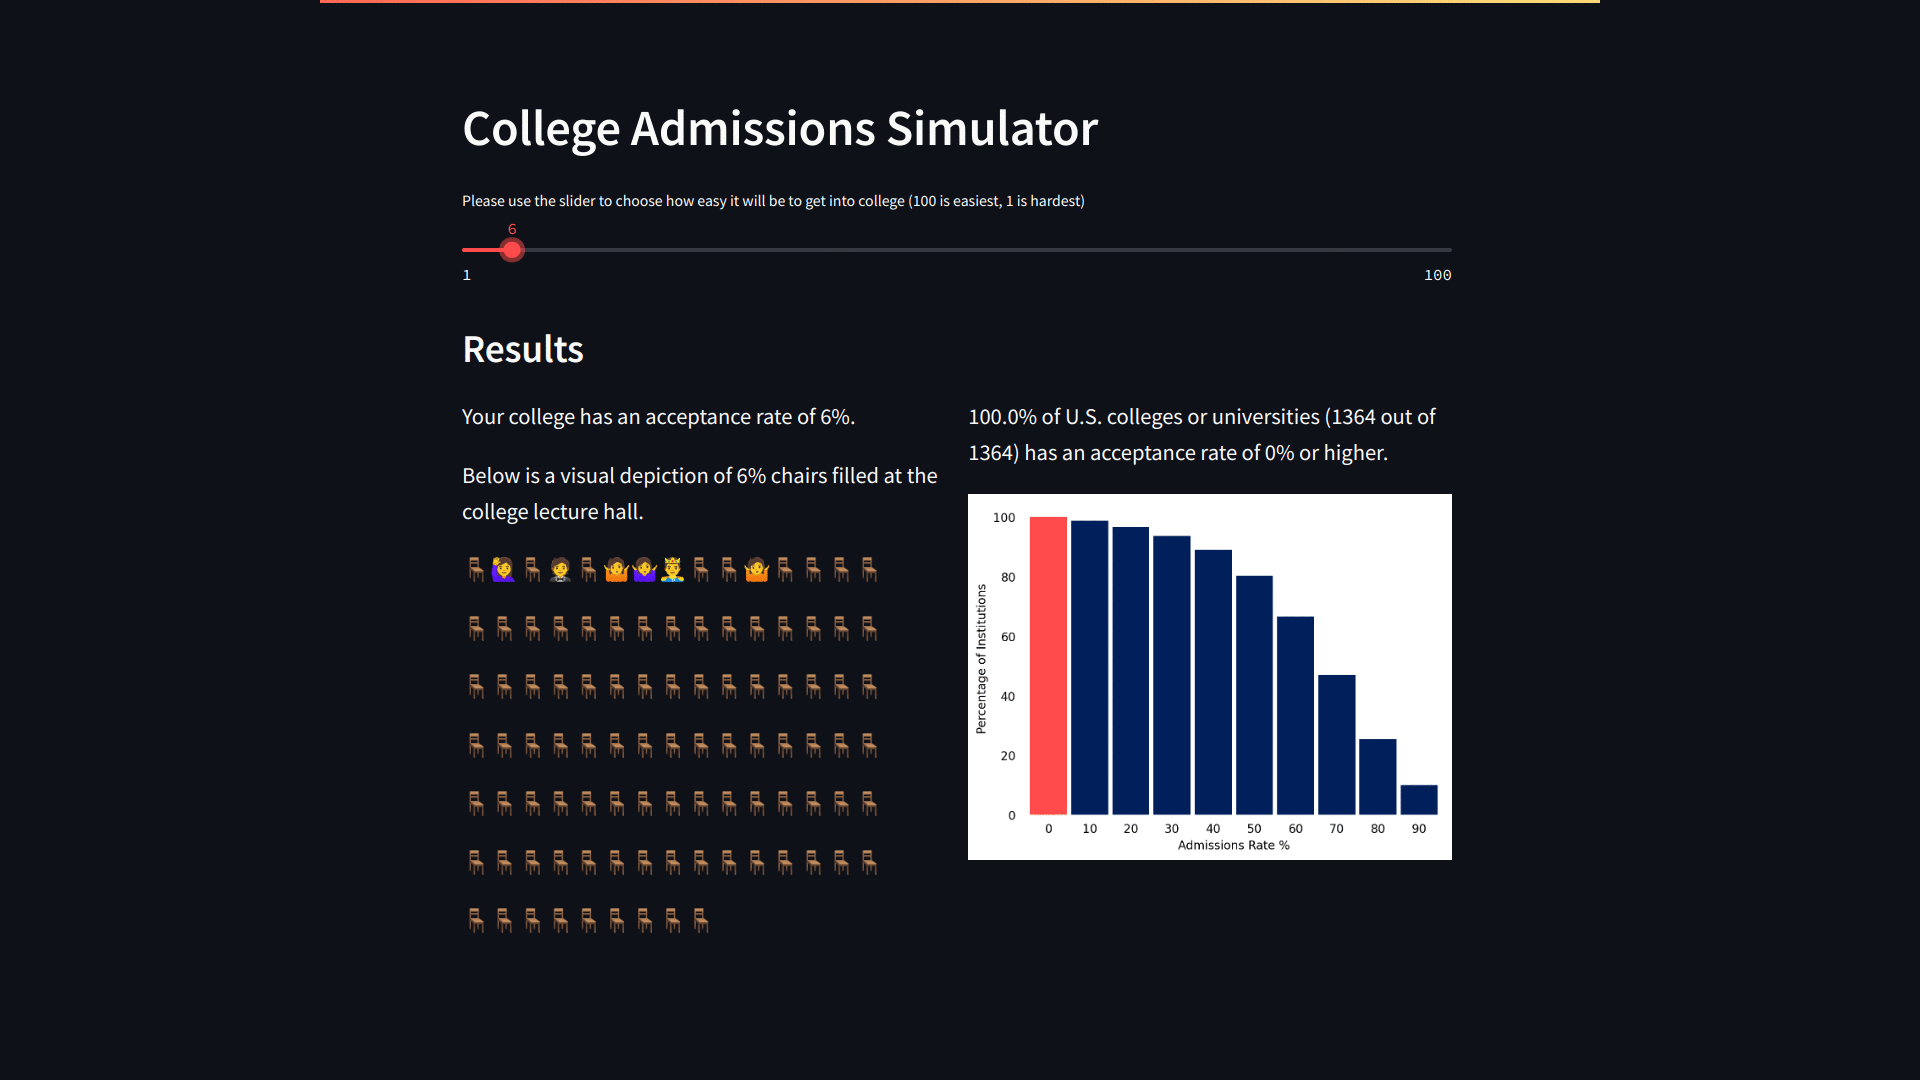 College Admissions Simulator
Please use the slider to choose how easy it will be to get into college (100 is easiest, 1 is hardest)
6
1
100
Results
Your college has an acceptance rate of 6%.
Below is a visual depiction of 6% chairs filled at the
college lecture hall.
100.0% of U.S. colleges or universities (1364 out of
1364) has an acceptance rate of 0% or higher.
Percentage of Institutions
100
80
60
40
20
0
0 10 20 30 40 50 60 70 80 90
Admissions Rate %